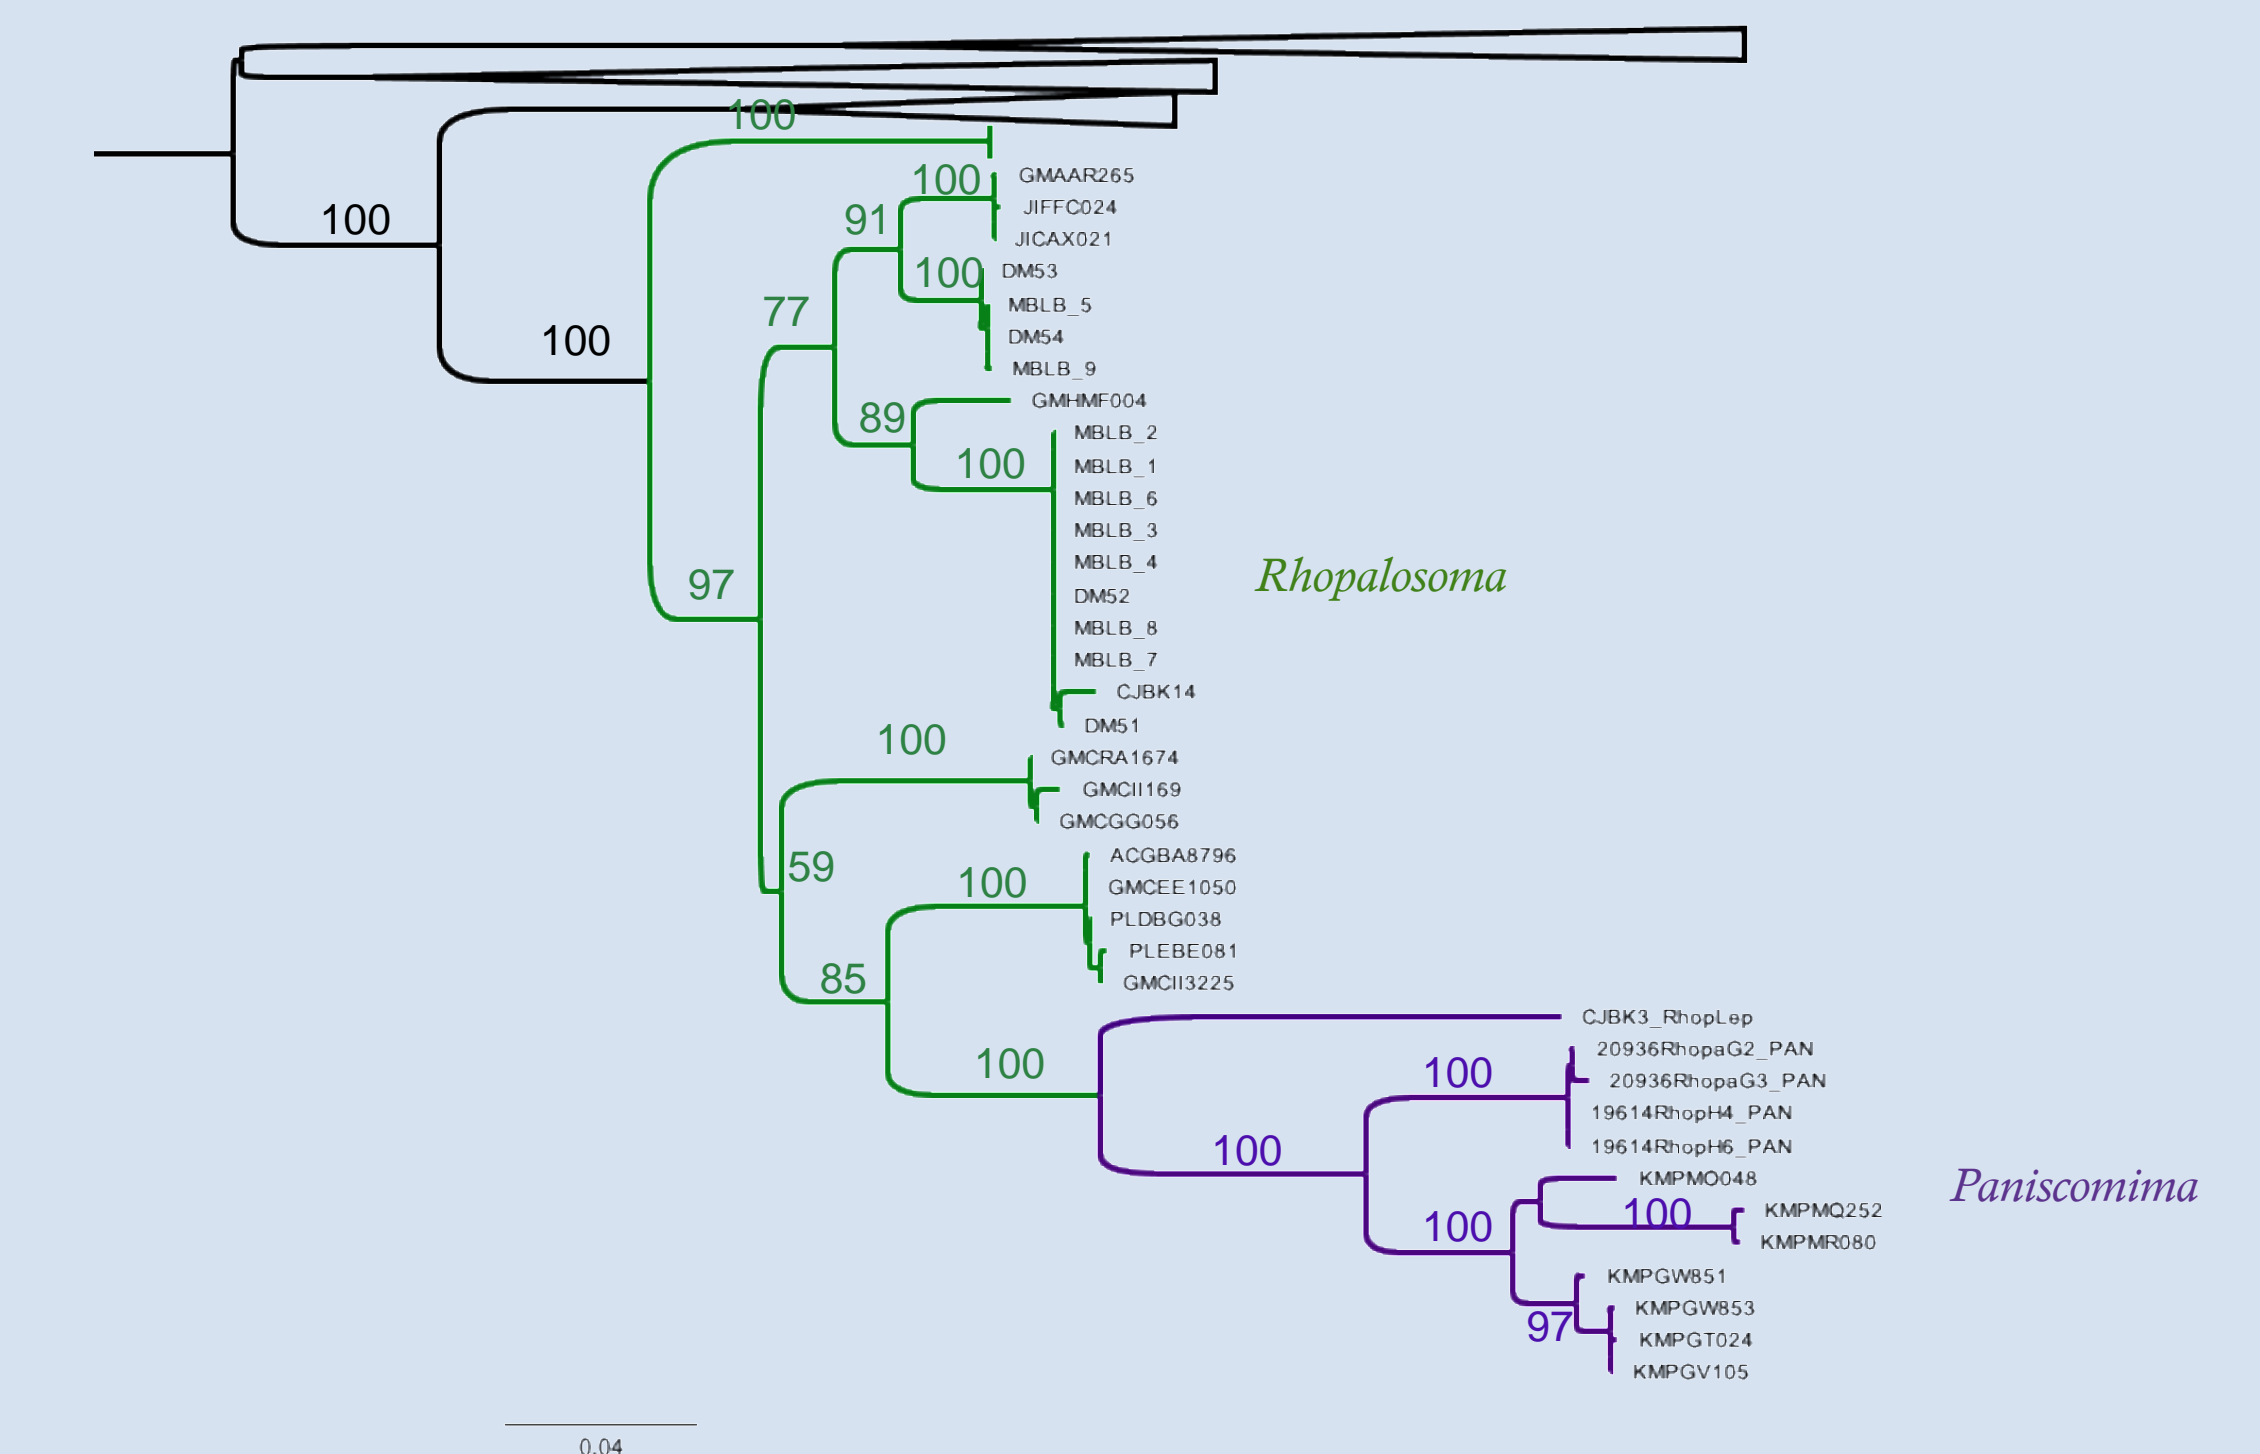 100
GMAAR265
100
JIFFC024
91
100
JICAX021
100
DM53
MBLB_5
77
DM54
100
MBLB_9
GMHMF004
89
MBLB_2
100
MBLB_1
MBLB_6
MBLB_3
MBLB_4
Rhopalosoma
97
DM52
MBLB_8
MBLB_7
CJBK14
DM51
100
GMCRA1674
GMCII169
GMCGG056
59
ACGBA8796
100
GMCEE1050
PLDBG038
PLEBE081
85
GMCII3225
CJBK3_RhopLep
20936RhopaG2_PAN
100
100
20936RhopaG3_PAN
19614RhopH4_PAN
100
19614RhopH6_PAN
KMPMO048
Paniscomima
100
KMPMQ252
100
KMPMR080
KMPGW851
KMPGW853
97
KMPGT024
KMPGV105
0.04